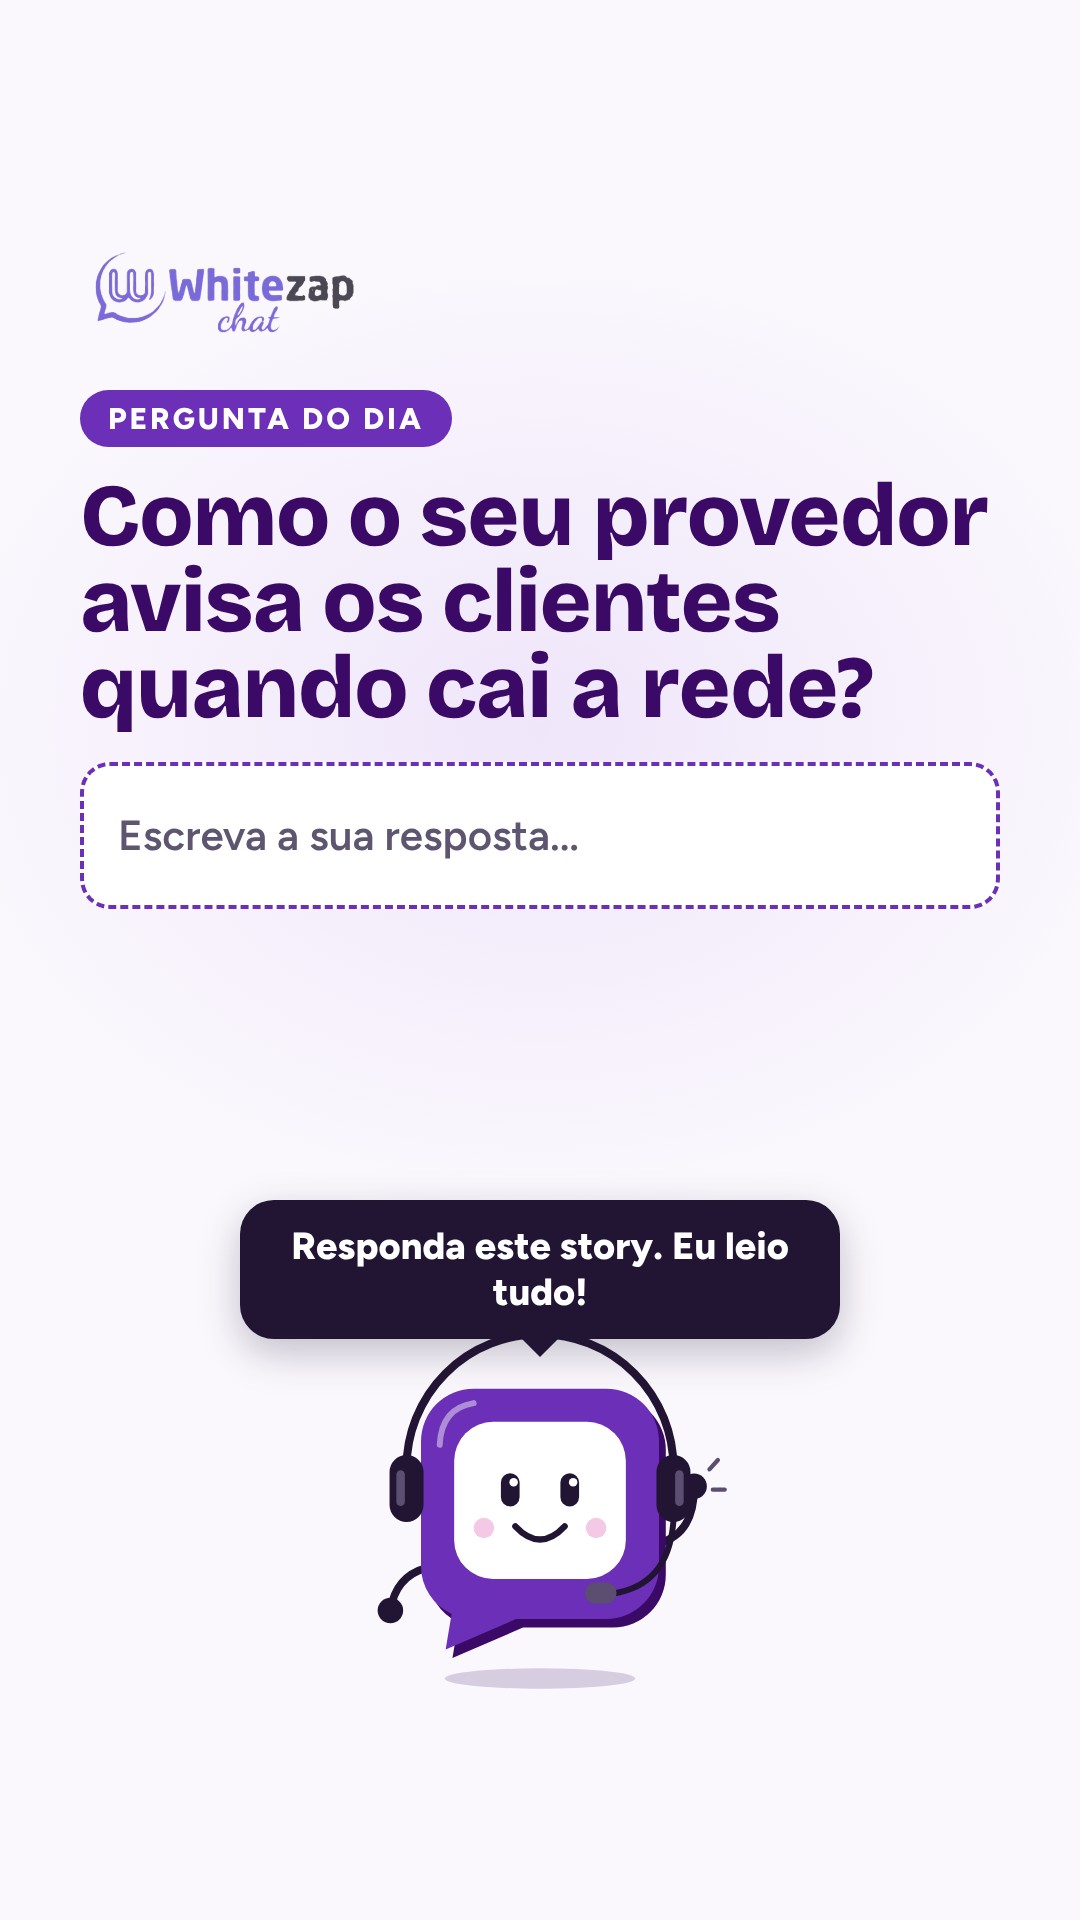 Whitezap
chat
PERGUNTA DO DIA
Como o seu provedor
avisa os clientes
quando cai a rede?
Escreva a sua resposta...
Responda este story. Eu leio
tudo!